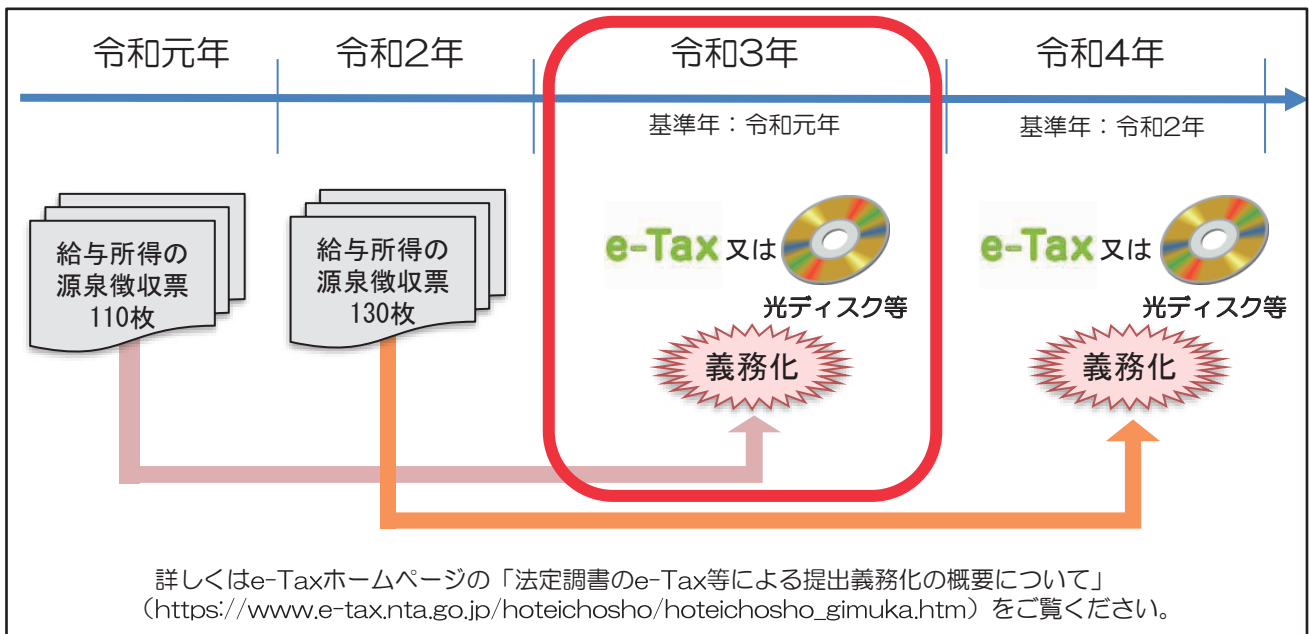 令和元年
令和2年
令和3年
令和4年
基準年：令和元年
基準年：令和2年
給与所得の
源泉徴収票
110枚
給与所得の
源泉徴収票
130枚
e-Tax 又は
光ディスク等
義務化
e-Tax 又は
光ディスク等
義務化
詳しくはe-Taxホームページの「法定調書のe-Tax等による提出義務化の概要について」
（https://www.e-tax.nta.go.jp/hoteichosho/hoteichosho_gimuka.htm）をご覧ください。